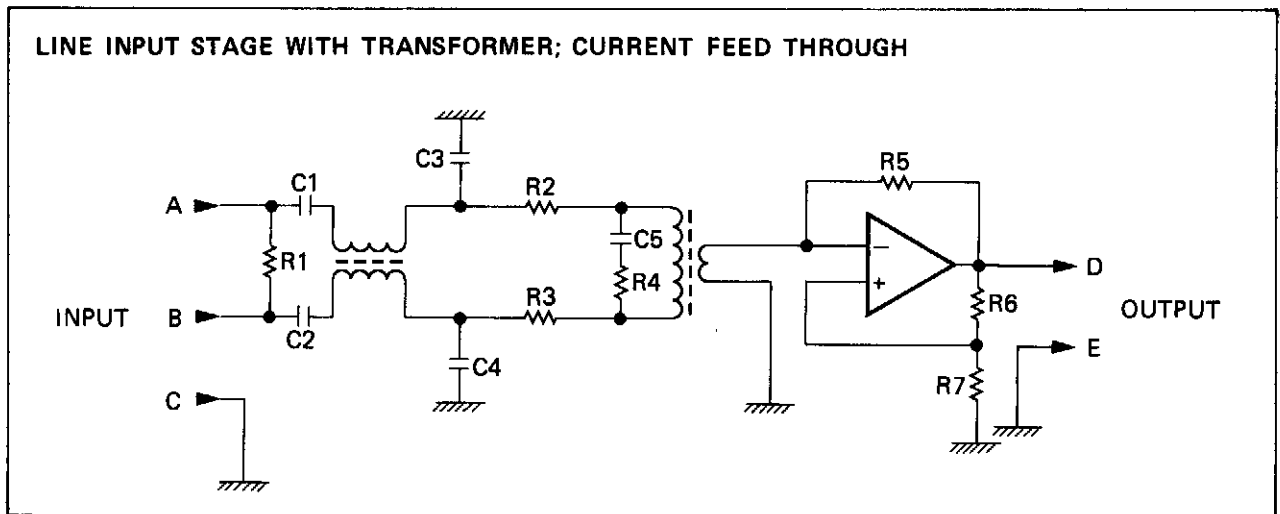 LINE INPUT STAGE WITH TRANSFORMER; CURRENT FEED THROUGH
C3
R5
C1
R2
A
C5
R1
R4
−
+
D
INPUT
B
R3
R6
OUTPUT
C2
C4
R7
E
C